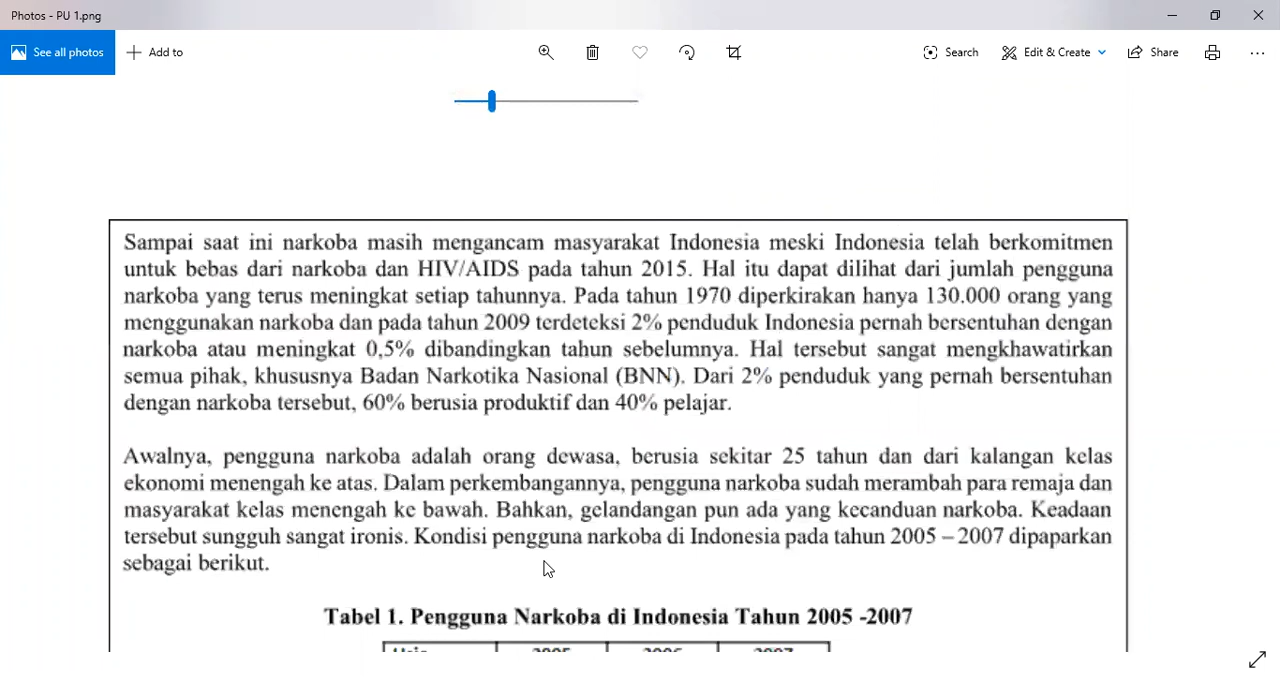 Photos - PU 1.png
See all photos
Add to
Search
Edit & Create
Share
Sampai saat ini narkoba masih mengancam masyarakat Indonesia meski Indonesia telah berkomitmen
untuk bebas dari narkoba dan HIV/AIDS pada tahun 2015. Hal itu dapat dilihat dari jumlah pengguna
narkoba yang terus meningkat setiap tahunnya. Pada tahun 1970 diperkirakan hanya 130.000 orang yang
menggunakan narkoba dan pada tahun 2009 terdeteksi 2% penduduk Indonesia pernah bersentuhan dengan
narkoba atau meningkat 0,5% dibandingkan tahun sebelumnya. Hal tersebut sangat mengkhawatirkan
semua pihak, khususnya Badan Narkotika Nasional (BNN). Dari 2% penduduk yang pernah bersentuhan
dengan narkoba tersebut, 60% berusia produktif dan 40% pelajar.
Awalnya, pengguna narkoba adalah orang dewasa, berusia sekitar 25 tahun dan dari kalangan kelas
ekonomi menengah ke atas. Dalam perkembangannya, pengguna narkoba sudah merambah para remaja dan
masyarakat kelas menengah ke bawah. Bahkan, gelandangan pun ada yang kecanduan narkoba. Keadaan
tersebut sungguh sangat ironis. Kondisi pengguna narkoba di Indonesia pada tahun 2005 – 2007 dipaparkan
sebagai berikut.
Tabel 1. Pengguna Narkoba di Indonesia Tahun 2005 -2007
Usia 2005 2006 2007